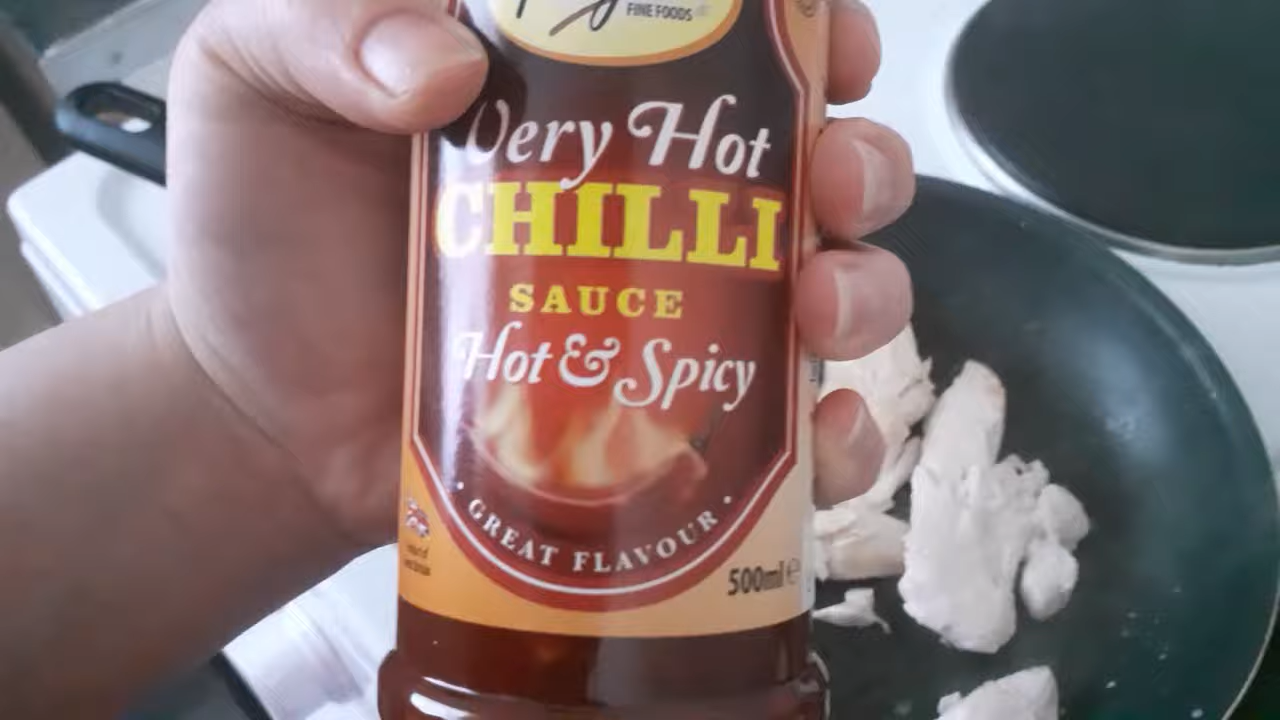 FINE FOODS
Very Hot
CHILLI
SAUCE
Hot & Spicy
GREAT FLAVOUR
500ml e